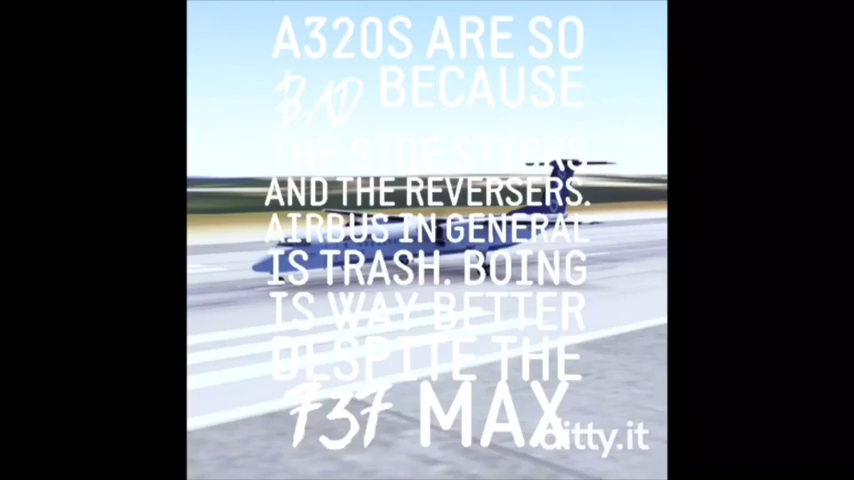 A320S ARE SO
BAD BECAUSE
THE SIDE STICKS
AND THE REVERSERS.
AIRBUS IN GENERAL
IS TRASH. BOING
IS WAY BETTER
DESPITE THE
737 MAX
ditty.it